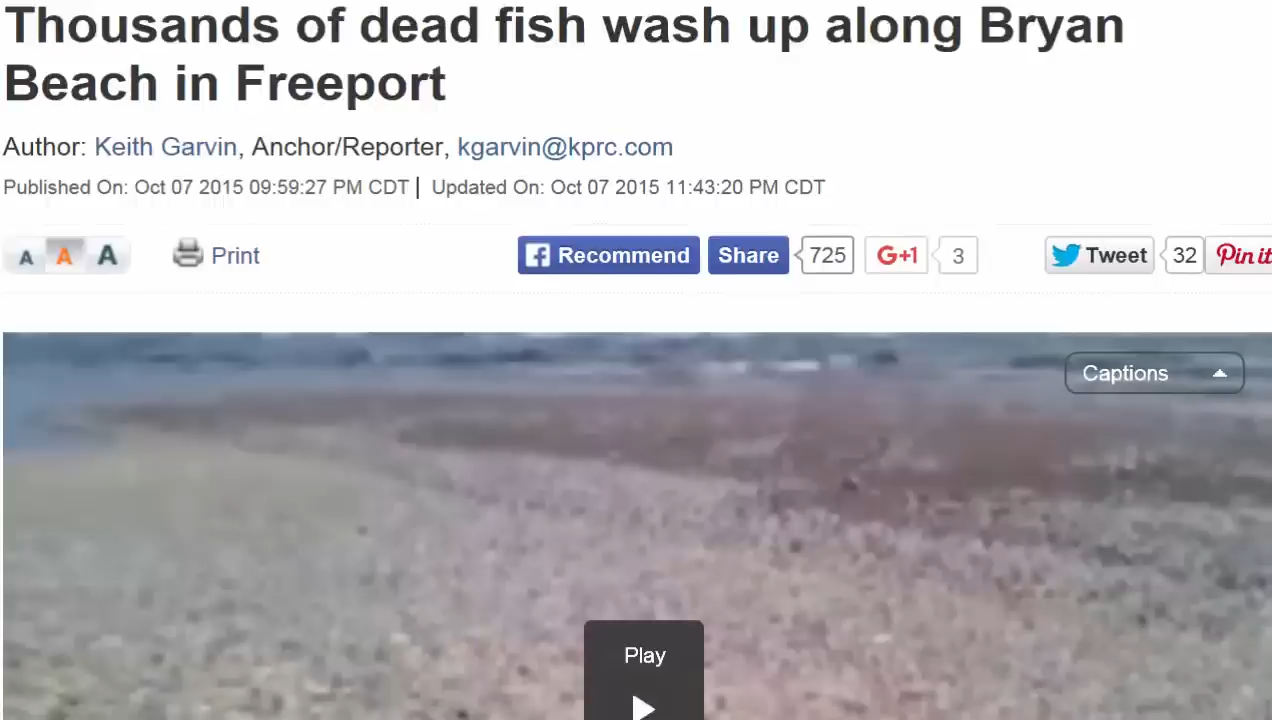 Thousands of dead fish wash up along Bryan
Beach in Freeport
Author: Keith Garvin, Anchor/Reporter, kgarvin@kprc.com
Published On: Oct 07 2015 09:59:27 PM CDT | Updated On: Oct 07 2015 11:43:20 PM CDT
A A A Print Recommend Share 725 G+1 3 Tweet 32 Pin it
Captions
Play